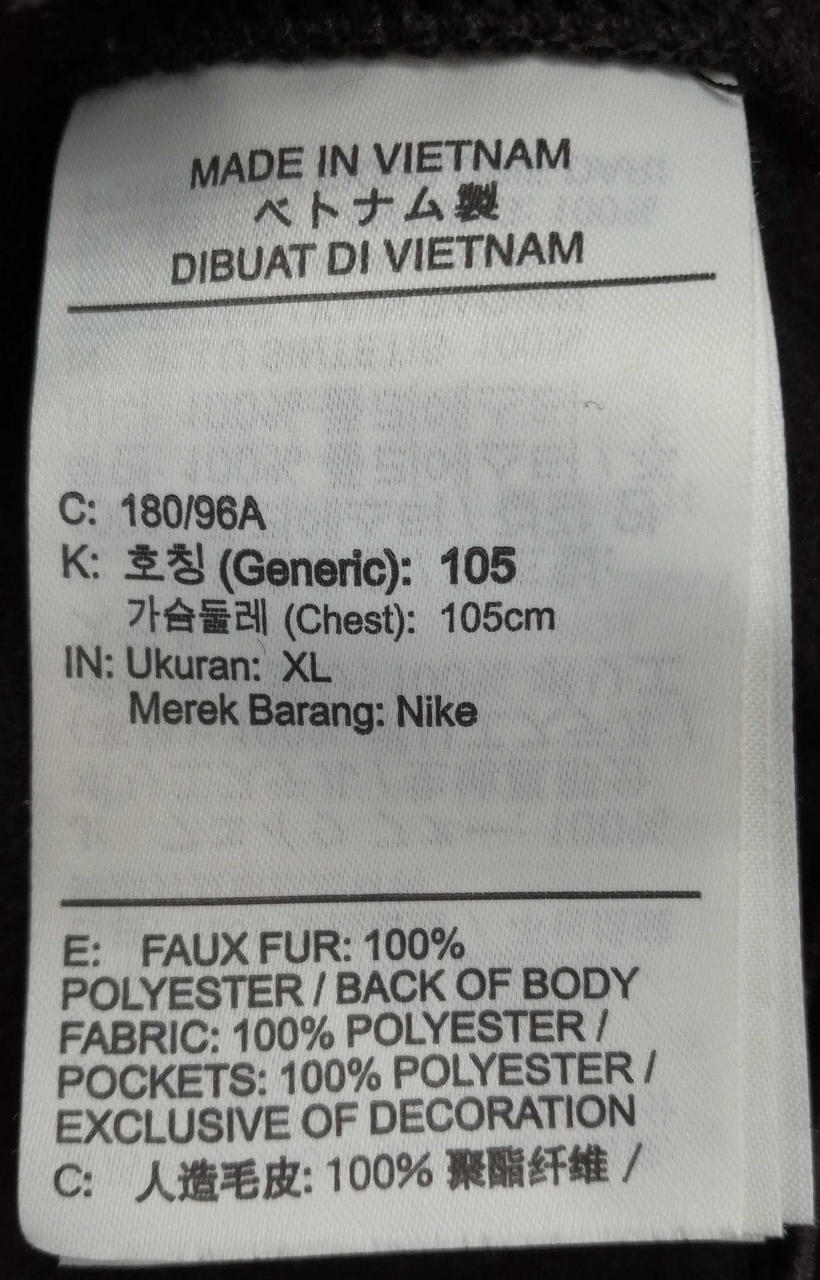 MADE IN VIETNAM
ベトナム製
DIBUAT DI VIETNAM
C: 180/96A
K: 호칭 (Generic): 105
가슴둘레 (Chest): 105cm
IN: Ukuran: XL
Merek Barang: Nike
E: FAUX FUR: 100%
POLYESTER / BACK OF BODY
FABRIC: 100% POLYESTER /
POCKETS: 100% POLYESTER /
EXCLUSIVE OF DECORATION
C: 人造毛皮: 100% 聚酯纤维 /